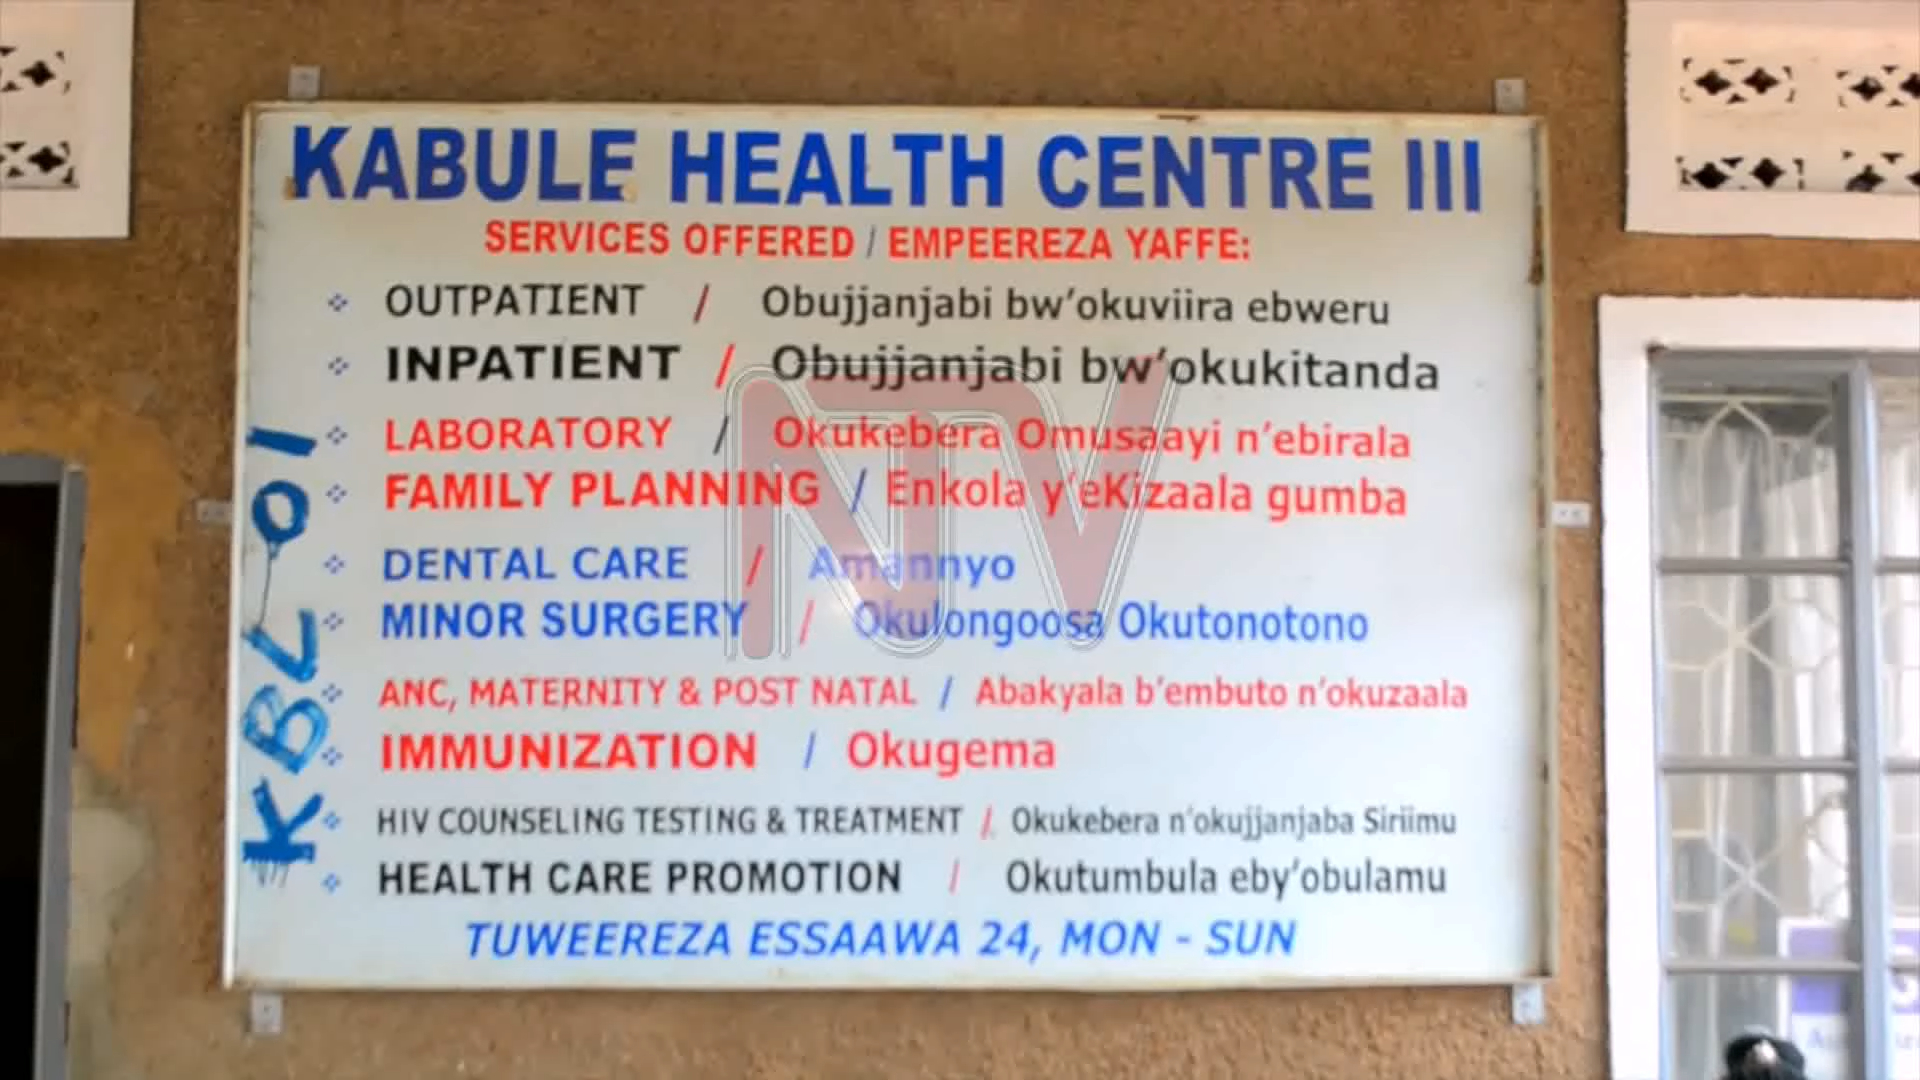 KABULE HEALTH CENTRE III
SERVICES OFFERED / EMPEEREZA YAFFE:
OUTPATIENT / Obujjanjabi bw'okuviira ebweru
INPATIENT / Obujjanjabi bw'okukitanda
LABORATORY / Okukebera Omusaayi n'ebirala
FAMILY PLANNING / Enkola y'eKizaala gumba
DENTAL CARE / Amannyo
MINOR SURGERY / Okulongoosa Okutonotono
ANC, MATERNITY & POST NATAL / Abakyala b'embuto n'okuzaala
IMMUNIZATION / Okugema
HIV COUNSELING TESTING & TREATMENT / Okukebera n'okujjanjaba Siriimu
HEALTH CARE PROMOTION / Okutumbula eby'obulamu
TUWEEREZA ESSAAWA 24, MON - SUN
KBL-01
NTV